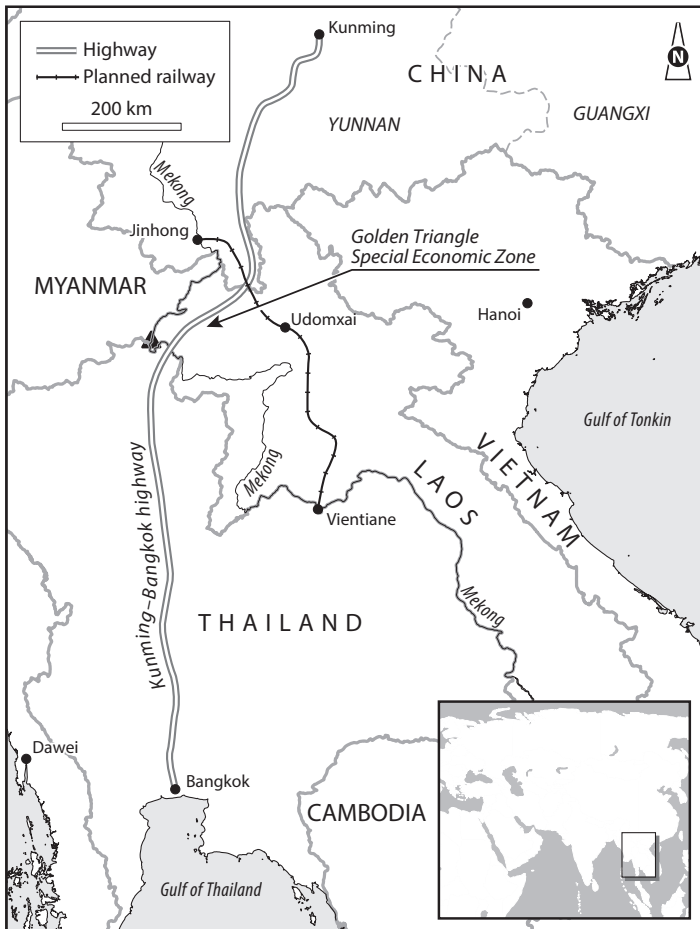 Highway
Planned railway
200 km
Kunming
N
CHINA
YUNNAN
GUANGXI
Mekong
Jinhong
Golden Triangle
Special Economic Zone
MYANMAR
Udomxai
Hanoi
Gulf of Tonkin
Mekong
Kunming–Bangkok highway
LAOS
VIETNAM
Vientiane
Mekong
THAILAND
Dawei
Bangkok
CAMBODIA
Gulf of Thailand